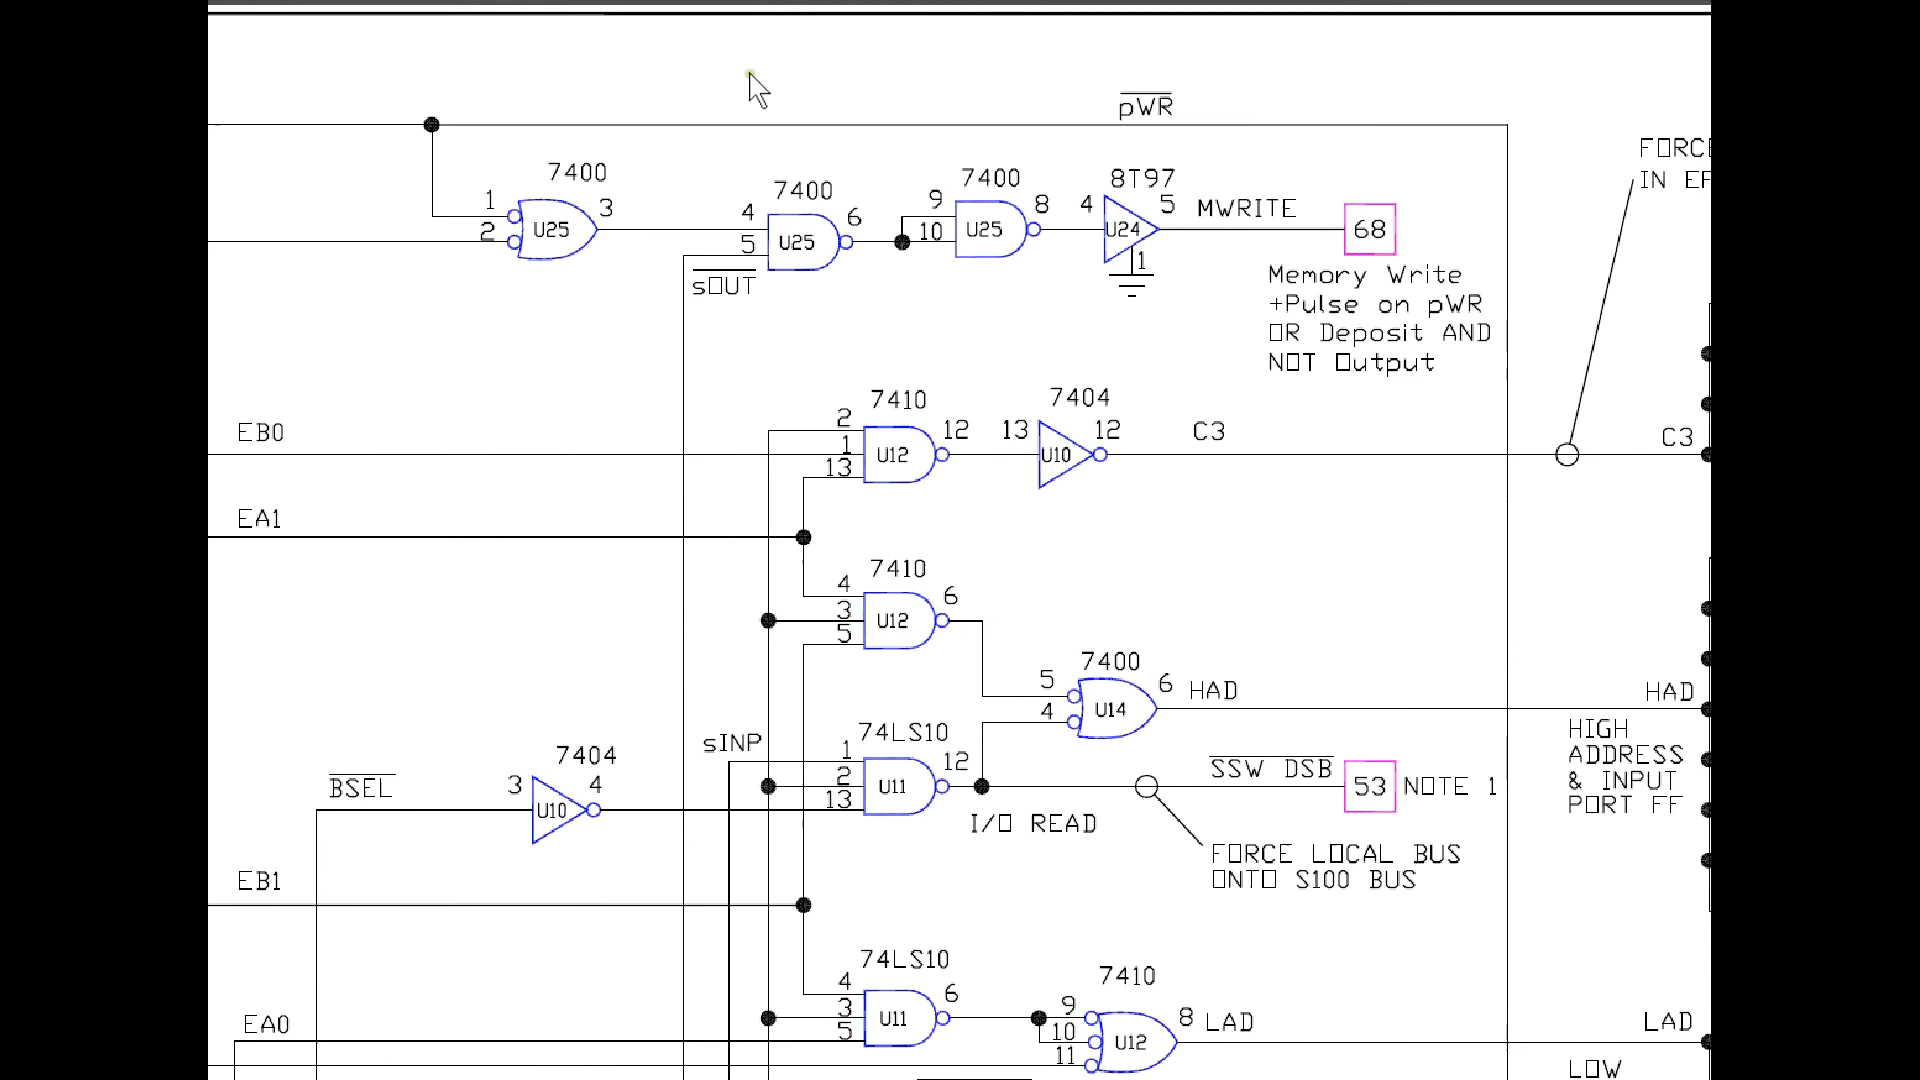 pWR
FORCE
IN EF
7400
1
2
U25
3
7400
4
5
U25
6
sOUT
7400
9
10
U25
8
8T97
4
U24
5
1
MWRITE
68
Memory Write
+Pulse on pWR
OR Deposit AND
NOT Output
EB0
7410
2
1
13
U12
12
7404
13
U10
12
C3
C3
EA1
7410
4
3
5
U12
6
7400
5
4
U14
6
HAD
HAD
HIGH
ADDRESS
& INPUT
PORT FF
sINP
74LS10
1
2
13
U11
12
I/O READ
SSW DSB
53
NOTE 1
FORCE LOCAL BUS
ONTO S100 BUS
BSEL
7404
3
U10
4
EB1
74LS10
4
3
5
U11
6
EA0
7410
9
10
11
U12
8
LAD
LAD
LOW